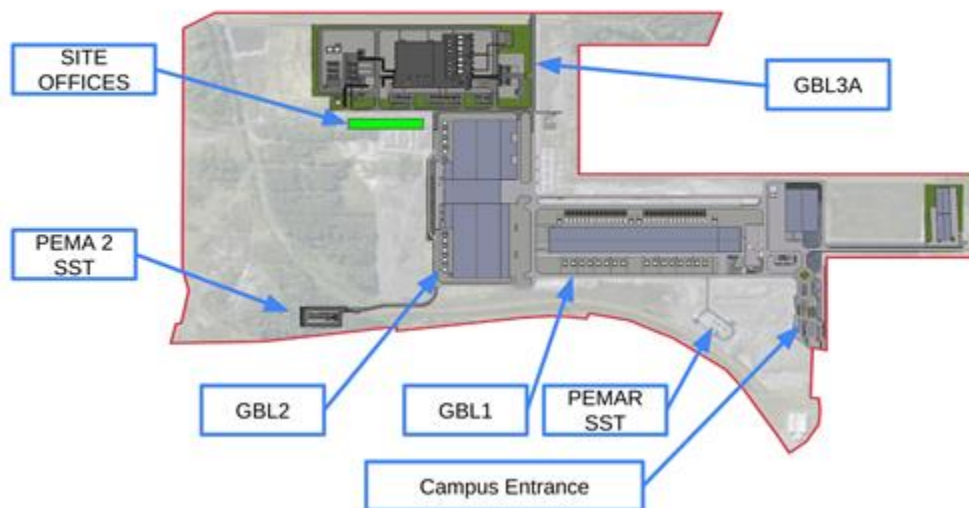 SITE
OFFICES
GBL3A
PEMA 2
SST
GBL2
GBL1
PEMAR
SST
Campus Entrance